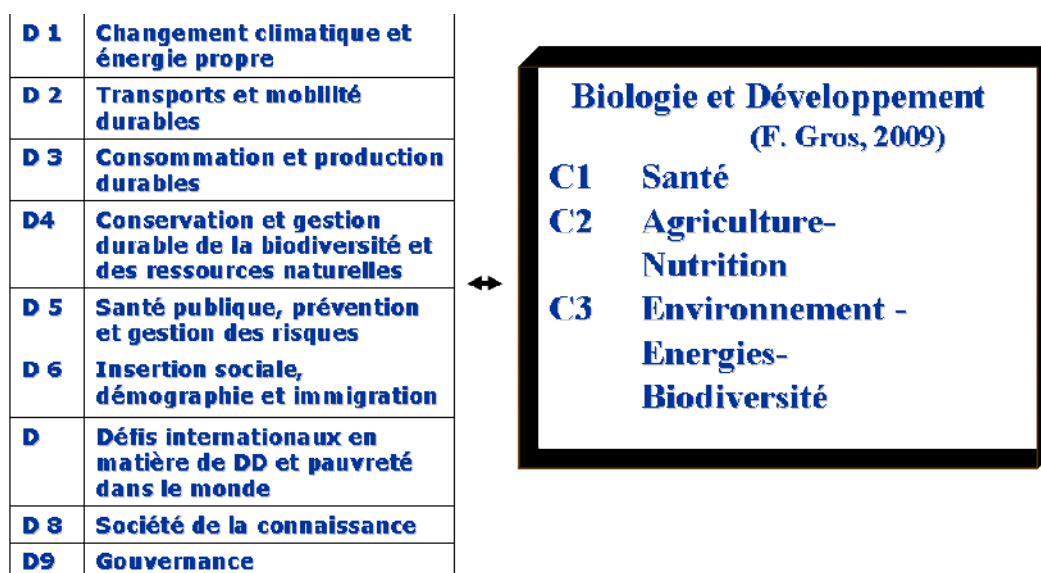 D 1 Changement climatique et
énergie propre
D 2 Transports et mobilité
durables
D 3 Consommation et production
durables
D4 Conservation et gestion
durable de la biodiversité et
des ressources naturelles
D 5 Santé publique, prévention
et gestion des risques
D 6 Insertion sociale,
démographie et immigration
D Défis internationaux en
matière de DD et pauvreté
dans le monde
D 8 Société de la connaissance
D9 Gouvernance
Biologie et Développement
(F. Gros, 2009)
C1 Santé
C2 Agriculture-
Nutrition
C3 Environnement -
Energies-
Biodiversité